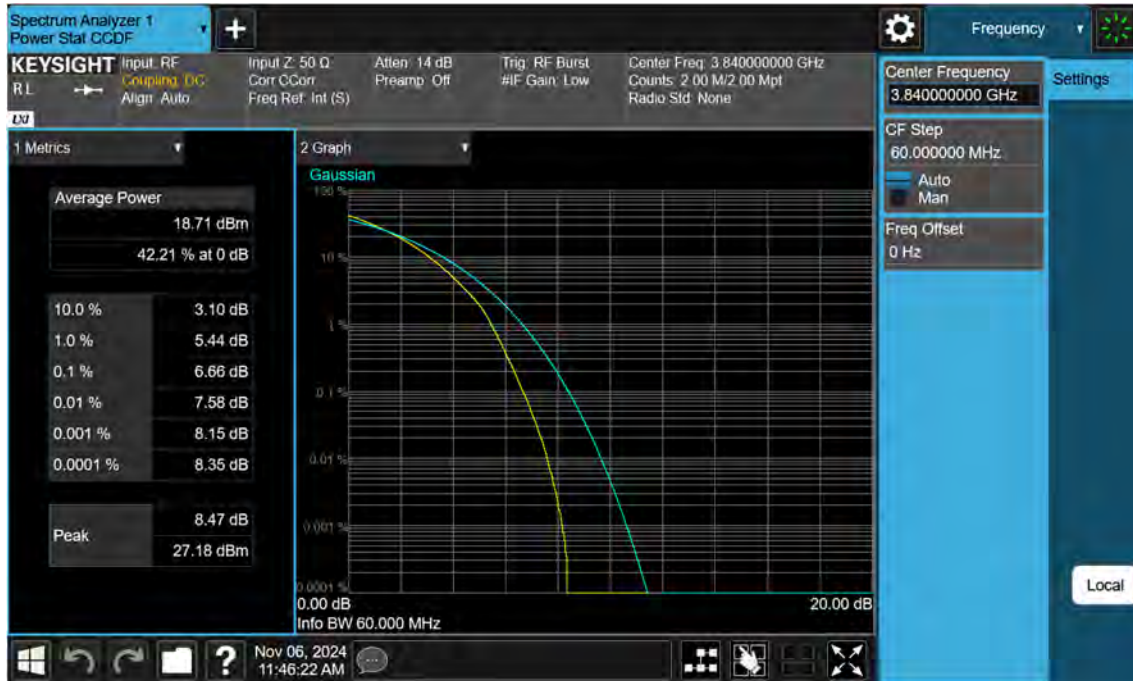 Spectrum Analyzer 1
Power Stat CCDF
+
Frequency
KEYSIGHT
RL
LXI
Input: RF
Coupling: DC
Align: Auto
Input Z: 50 Ω
Corr CCorr
Freq Ref: Int (S)
Atten: 14 dB
Preamp: Off
Trig: RF Burst
#IF Gain: Low
Center Freq: 3.840000000 GHz
Counts: 2.00 M/2.00 Mpt
Radio Std: None
Center Frequency
3.840000000 GHz
Settings
CF Step
60.000000 MHz
Auto
Man
Freq Offset
0 Hz
1 Metrics
Average Power
18.71 dBm
42.21 % at 0 dB
10.0 % 3.10 dB
1.0 % 5.44 dB
0.1 % 6.66 dB
0.01 % 7.58 dB
0.001 % 8.15 dB
0.0001 % 8.35 dB
Peak
8.47 dB
27.18 dBm
2 Graph
Gaussian
100 %
10 %
1 %
0.1 %
0.01 %
0.001 %
0.0001 %
0.00 dB 20.00 dB
Info BW 60.000 MHz
Local
?
Nov 06, 2024
11:46:22 AM